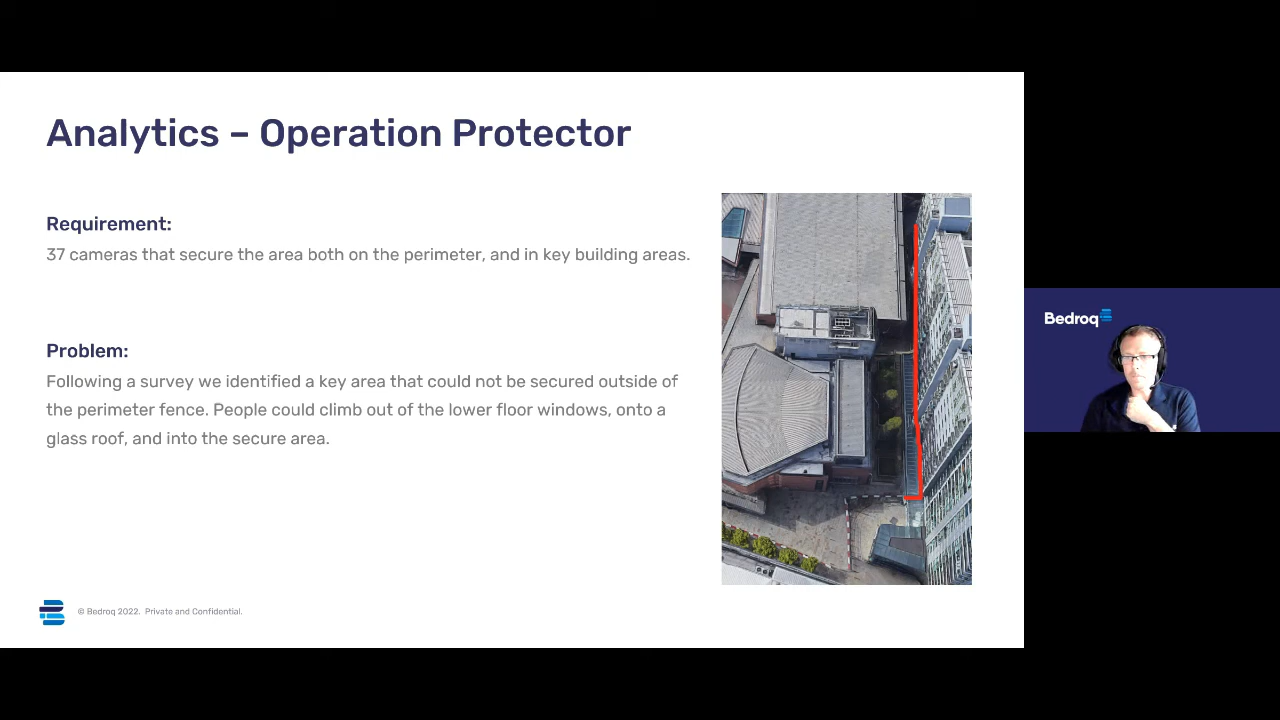 Analytics – Operation Protector
Requirement:
37 cameras that secure the area both on the perimeter, and in key building areas.
Problem:
Following a survey we identified a key area that could not be secured outside of
the perimeter fence. People could climb out of the lower floor windows, onto a
glass roof, and into the secure area.
© Bedroq 2022. Private and Confidential.
Bedroq